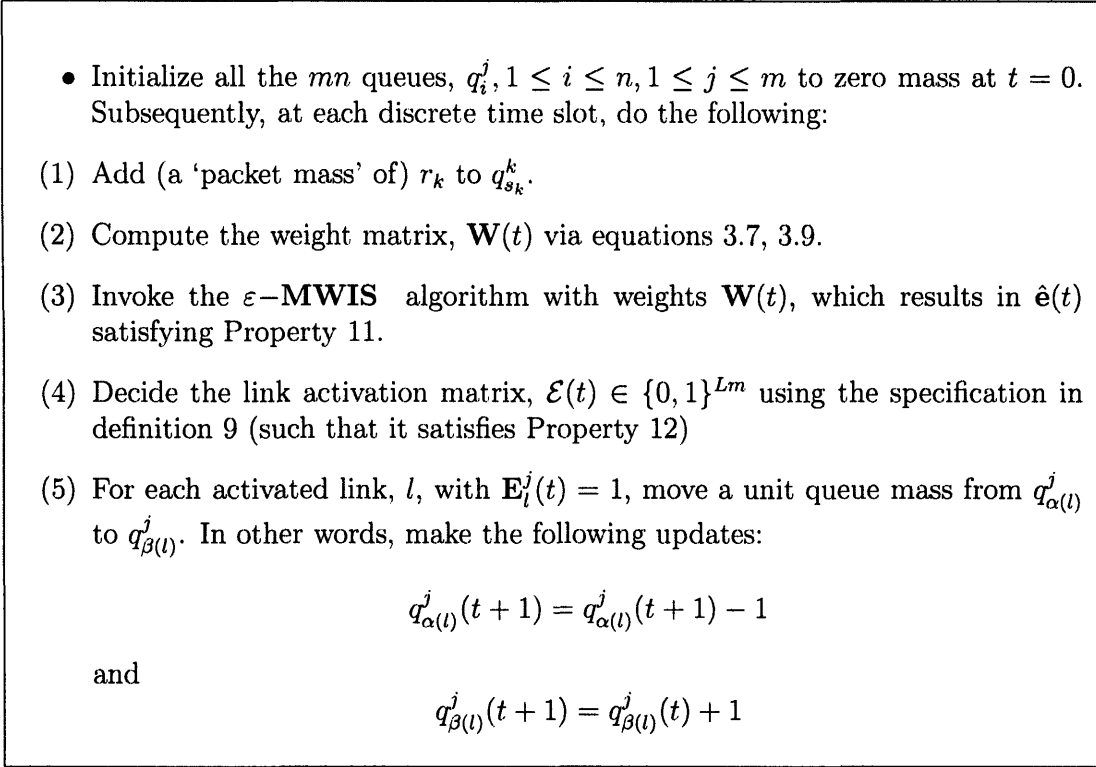 • Initialize all the mn queues, q_i^j, 1 ≤ i ≤ n, 1 ≤ j ≤ m to zero mass at t = 0.
Subsequently, at each discrete time slot, do the following:
(1) Add (a ‘packet mass’ of) r_k to q_{s_k}^k.
(2) Compute the weight matrix, W(t) via equations 3.7, 3.9.
(3) Invoke the ε−MWIS algorithm with weights W(t), which results in ê(t)
satisfying Property 11.
(4) Decide the link activation matrix, ℰ(t) ∈ {0, 1}^{Lm} using the specification in
definition 9 (such that it satisfies Property 12)
(5) For each activated link, l, with E_l^j(t) = 1, move a unit queue mass from q_{α(l)}^j
to q_{β(l)}^j. In other words, make the following updates:
q_{α(l)}^j(t + 1) = q_{α(l)}^j(t + 1) − 1
and
q_{β(l)}^j(t + 1) = q_{β(l)}^j(t) + 1